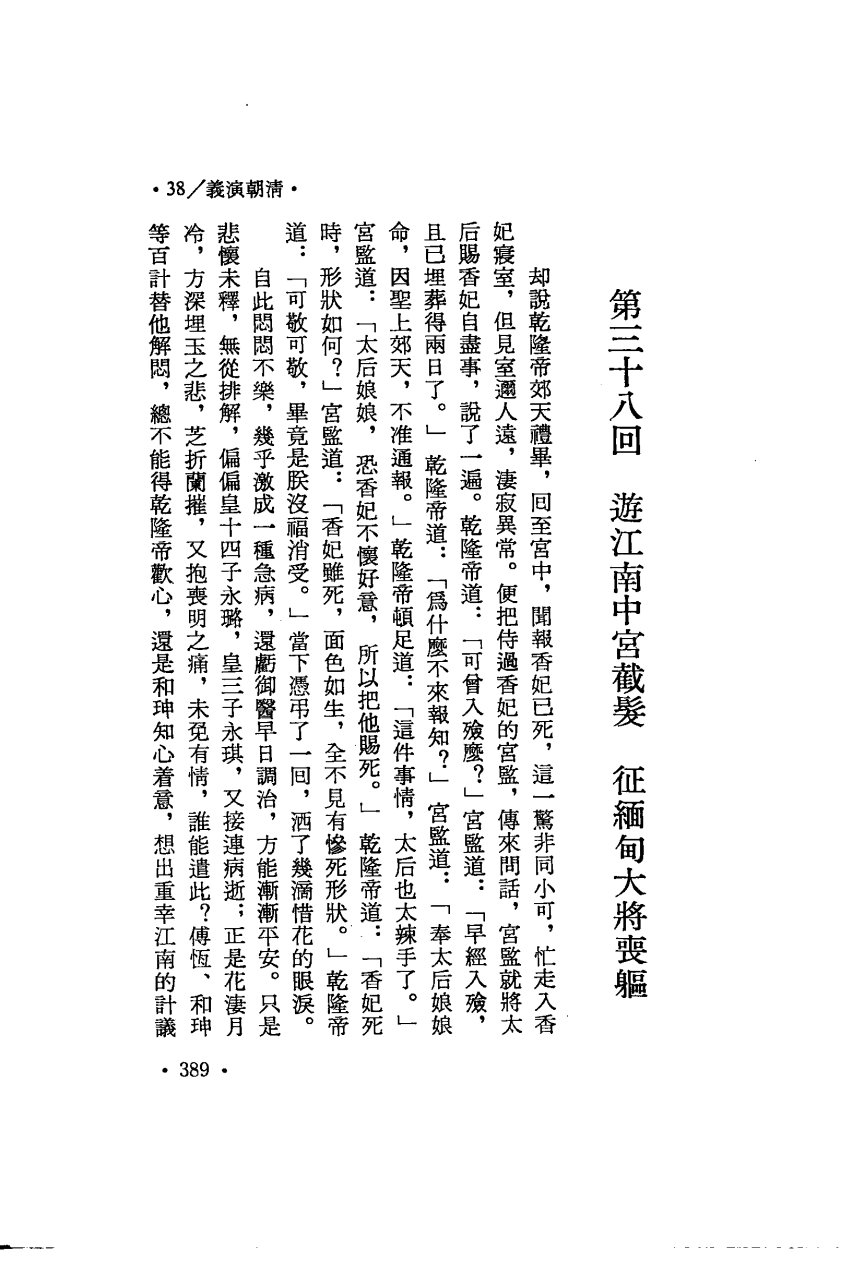 •38／義演朝清•
第三十八回　遊江南中宮截髮　征緬甸大將喪軀
却說乾隆帝郊天禮畢，回至宮中，聞報香妃已死，這一驚非同小可，忙走入香
妃寢室，但見室邇人遠，淒寂異常。便把侍過香妃的宮監，傳來問話，宮監就將太
后賜香妃自盡事，說了一遍。乾隆帝道：「可曾入殮麼？」宮監道：「早經入殮，
且已埋葬得兩日了。」乾隆帝道：「爲什麼不來報知？」宮監道：「奉太后娘娘
命，因聖上郊天，不准通報。」乾隆帝頓足道：「這件事情，太后也太辣手了。」
宮監道：「太后娘娘，恐香妃不懷好意，所以把他賜死。」乾隆帝道：「香妃死
時，形狀如何？」宮監道：「香妃雖死，面色如生，全不見有慘死形狀。」乾隆帝
道：「可敬可敬，畢竟是朕沒福消受。」當下憑弔了一回，洒了幾滴惜花的眼淚。
自此悶悶不樂，幾乎激成一種急病，還虧御醫早日調治，方能漸漸平安。只是
悲懷未釋，無從排解，偏偏皇十四子永璐，皇三子永琪，又接連病逝；正是花淒月
冷，方深埋玉之悲，芝折蘭摧，又抱喪明之痛，未免有情，誰能遣此？傅恆、和珅
等百計替他解悶，總不能得乾隆帝歡心，還是和珅知心着意，想出重幸江南的計議
•389•